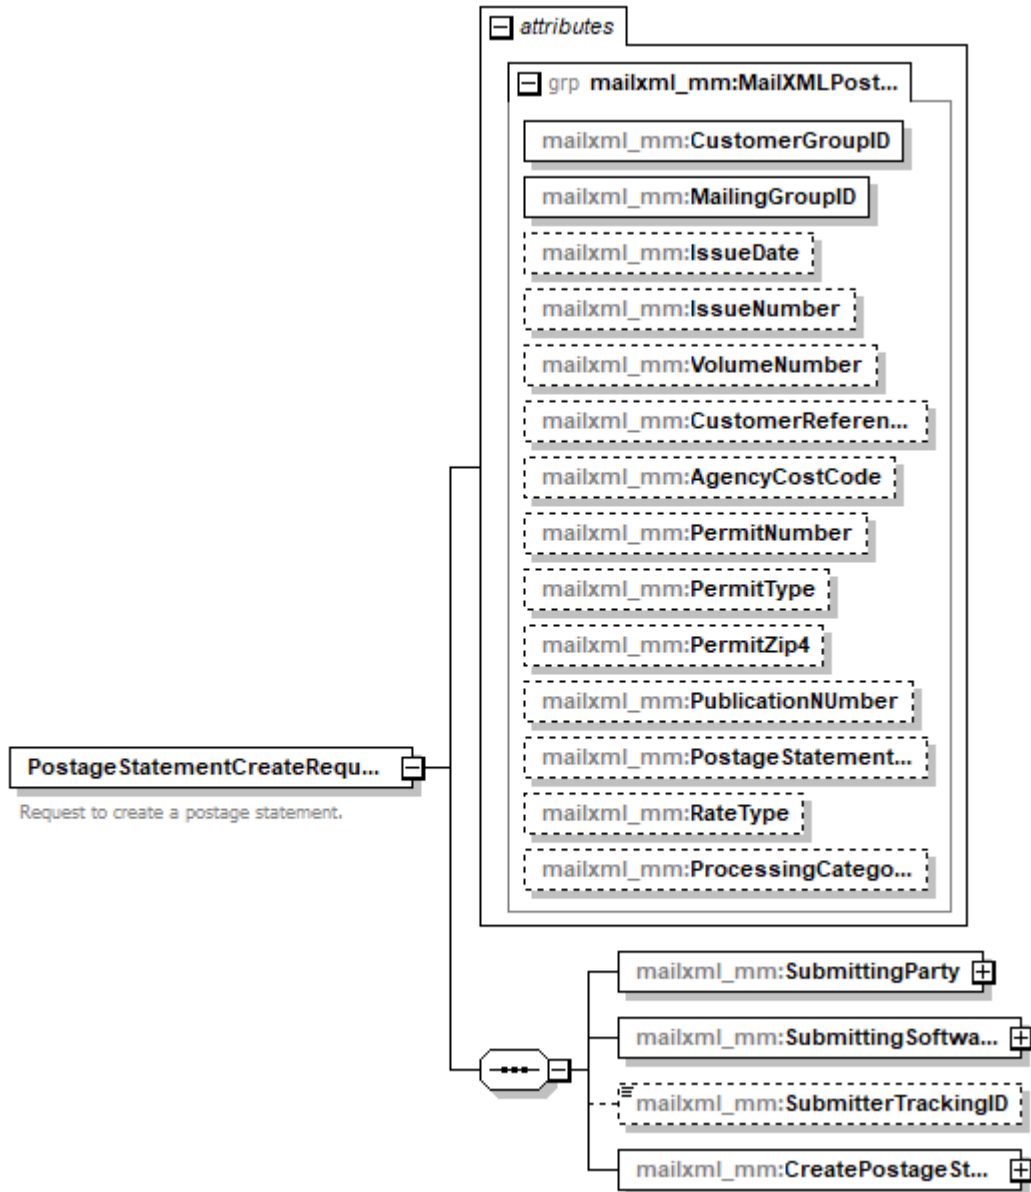 attributes
grp mailxml_mm:MailXMLPost...
mailxml_mm:CustomerGroupID
mailxml_mm:MailingGroupID
mailxml_mm:IssueDate
mailxml_mm:IssueNumber
mailxml_mm:VolumeNumber
mailxml_mm:CustomerReferen...
mailxml_mm:AgencyCostCode
mailxml_mm:PermitNumber
mailxml_mm:PermitType
mailxml_mm:PermitZip4
mailxml_mm:PublicationNUmber
mailxml_mm:PostageStatement...
mailxml_mm:RateType
mailxml_mm:ProcessingCatego...
PostageStatementCreateRequ...
Request to create a postage statement.
mailxml_mm:SubmittingParty
mailxml_mm:SubmittingSoftwa...
mailxml_mm:SubmitterTrackingID
mailxml_mm:CreatePostageSt...